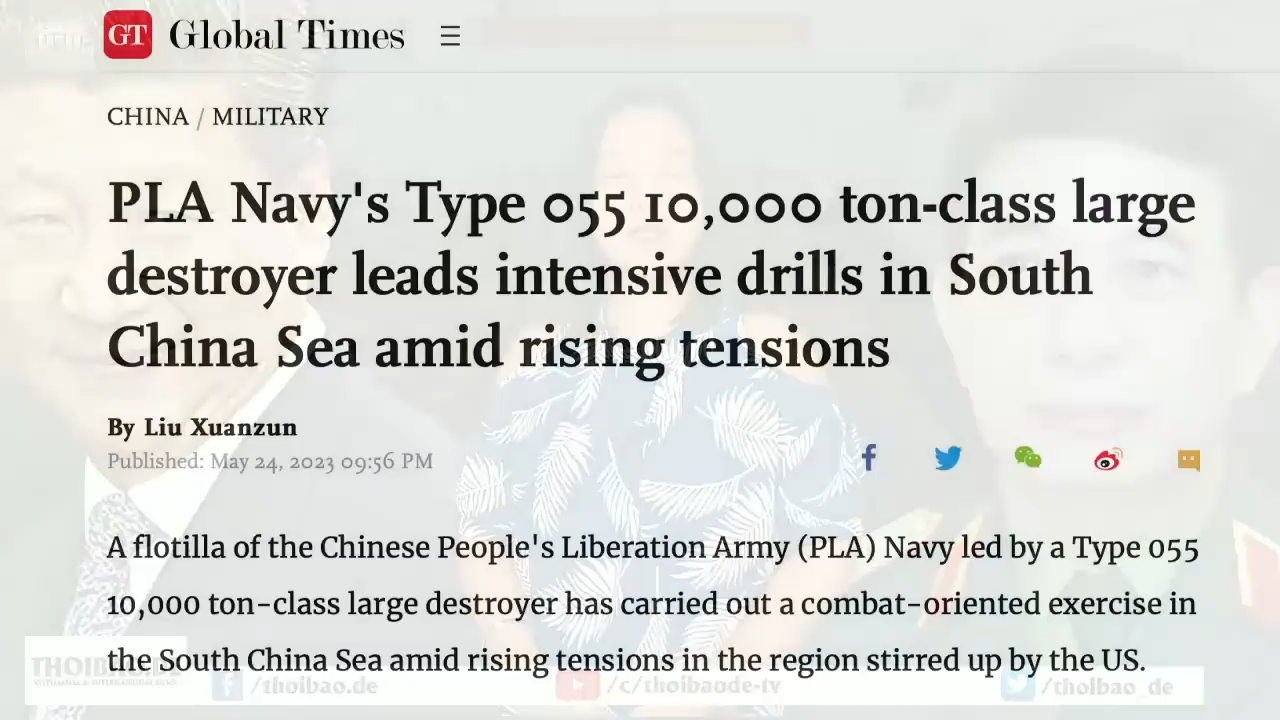 GT Global Times
CHINA / MILITARY
PLA Navy's Type 055 10,000 ton-class large
destroyer leads intensive drills in South
China Sea amid rising tensions
By Liu Xuanzun
Published: May 24, 2023 09:56 PM
A flotilla of the Chinese People's Liberation Army (PLA) Navy led by a Type 055
10,000 ton-class large destroyer has carried out a combat-oriented exercise in
the South China Sea amid rising tensions in the region stirred up by the US.
THOIBAO.DE
/thoibao.de /c/thoibaode-tv /thoibao_de